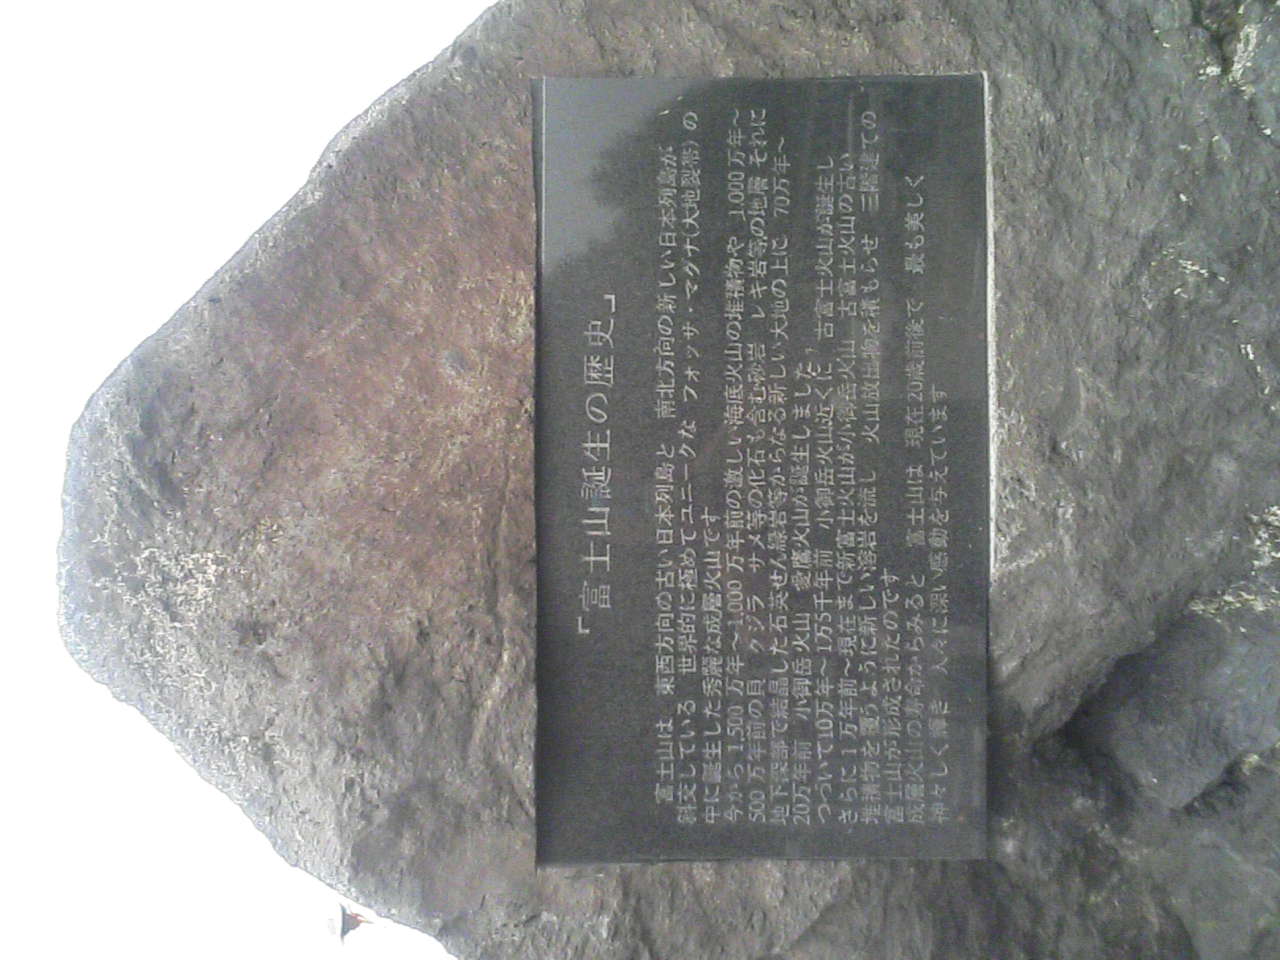 「富士山誕生の歴史」
富士山は、東西方向の古い日本列島と 南北方向の新しい日本列島が
斜交している 世界的に極めてユニークな フォッサ・マグナ(大地裂帯)の
中に誕生した秀麗な成層火山です
今から1,500万年〜1,000万年前の激しい海底火山の堆積物や 1,000万年〜
500万年前の貝 クジラ サメ等の化石も含む砂岩 レキ岩等の地層 それに
地下深部で結晶した石英せん緑岩等からなる新しい大地の上に 70万年〜
20万年前 小御岳火山 愛鷹火山が誕生しました。
つづいて10万年〜1万5千年前 小御岳火山近くに 古富士火山が誕生し
さらに1万年前〜現在まで新富士火山が小御岳火山 古富士火山の古い
堆積物を覆うように新しい溶岩を流し 火山放出物を積もらせ 三階建ての
富士山が形成されたのです
成層火山の寿命からみると 富士山は 現在20歳前後で 最も美しく
神々しく輝き 人々に深い感動を与えています